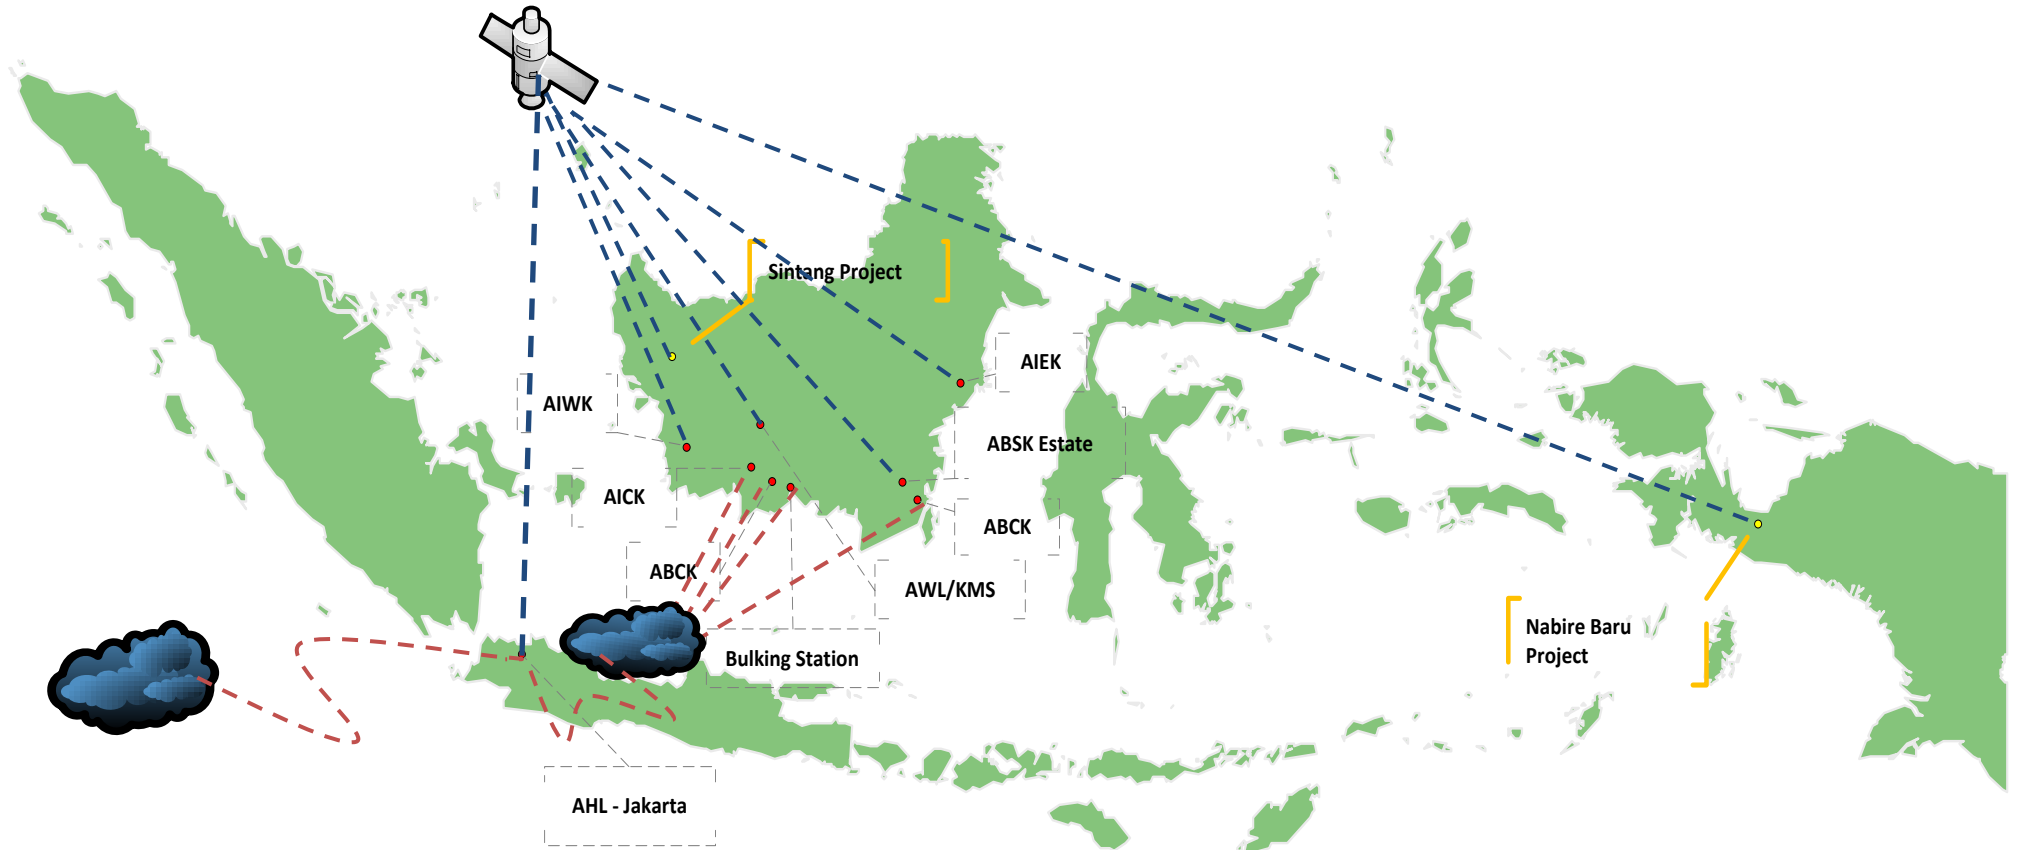 Sintang Project
AIEK
AIWK
ABSK Estate
AICK
ABCK
ABCK
AWL/KMS
Nabire Baru
Project
Bulking Station
AHL - Jakarta